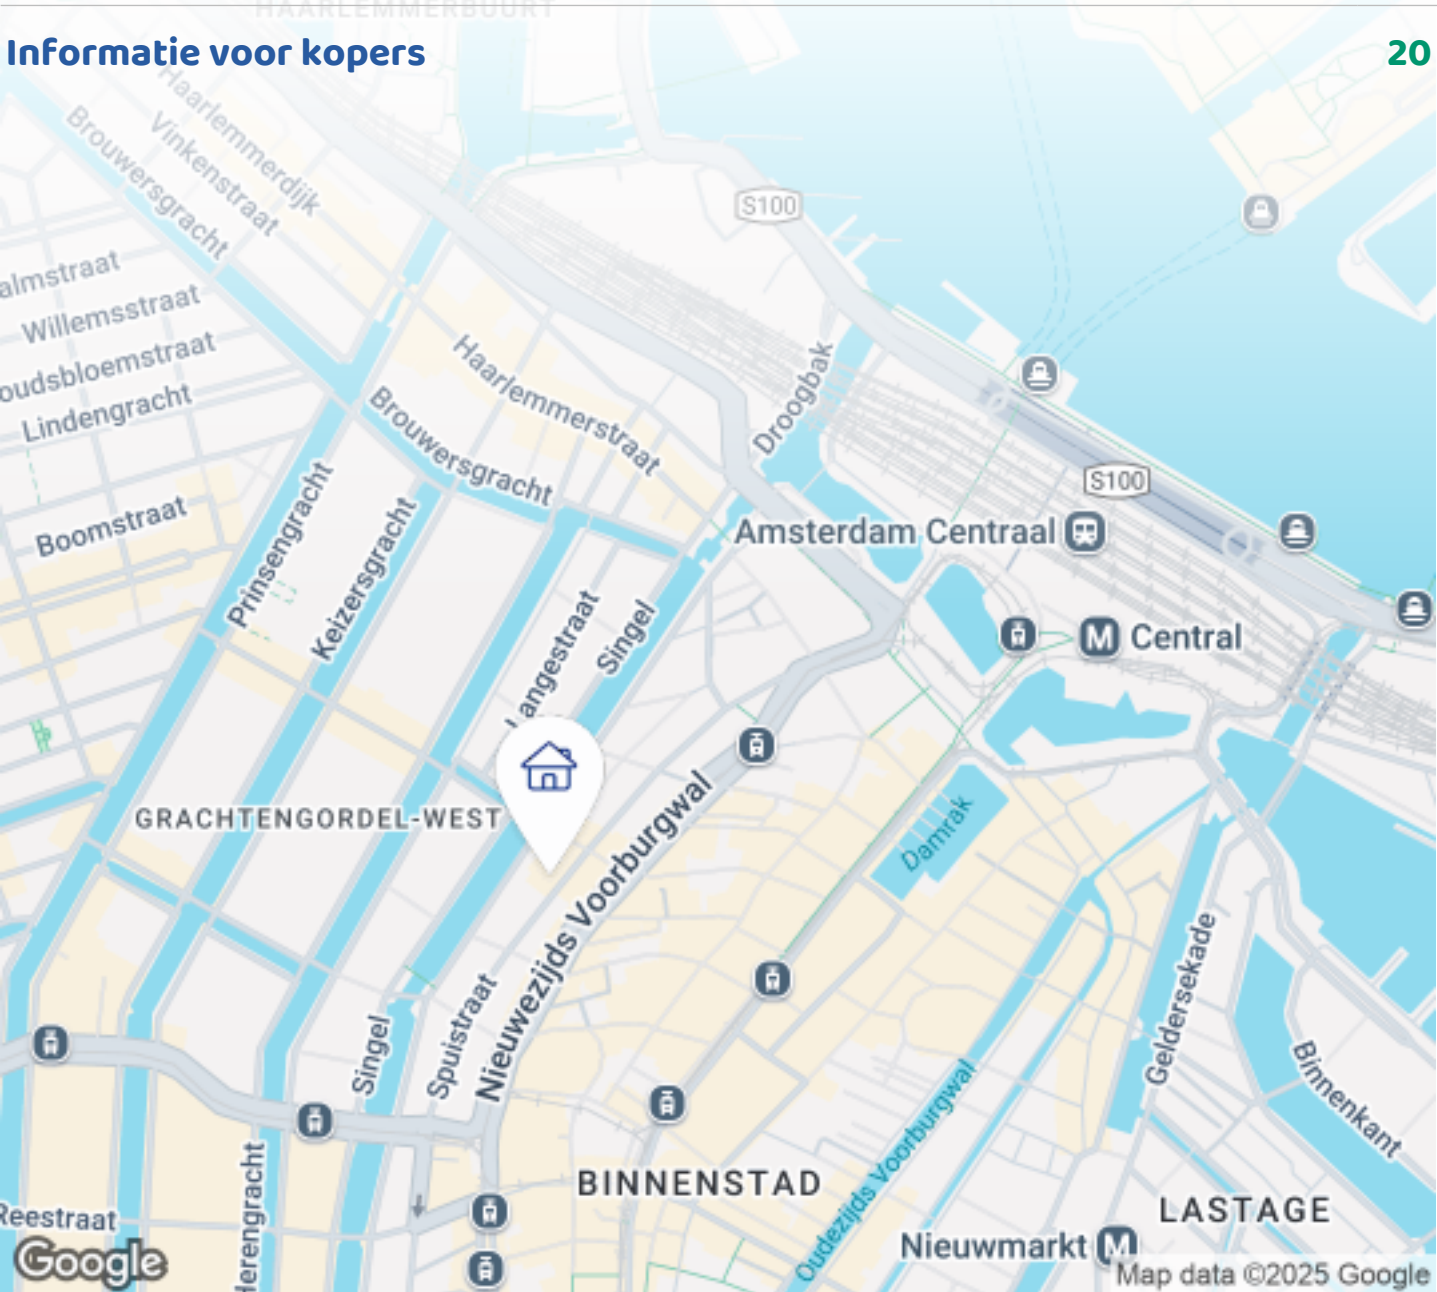 HAARLEMMERBUURT
Informatie voor kopers
20
Haarlemmerdijk
Vinkenstraat
Brouwersgracht
S100
almstraat
Willemsstraat
oudsbloemstraat
Lindengracht
Haarlemmerstraat
Droogbak
Brouwersgracht
S100
Boomstraat
Prinsengracht
Keizersgracht
Amsterdam Centraal
Langestraat
Singel
M Central
GRACHTENGORDEL-WEST
Damrak
Nieuwezijds Voorburgwal
Geldersekade
Singel
Spuistraat
Binnenkant
Oudezijds Voorburgwal
BINNENSTAD
LASTAGE
Reestraat
Herengracht
Nieuwmarkt M
Google
Map data ©2025 Google